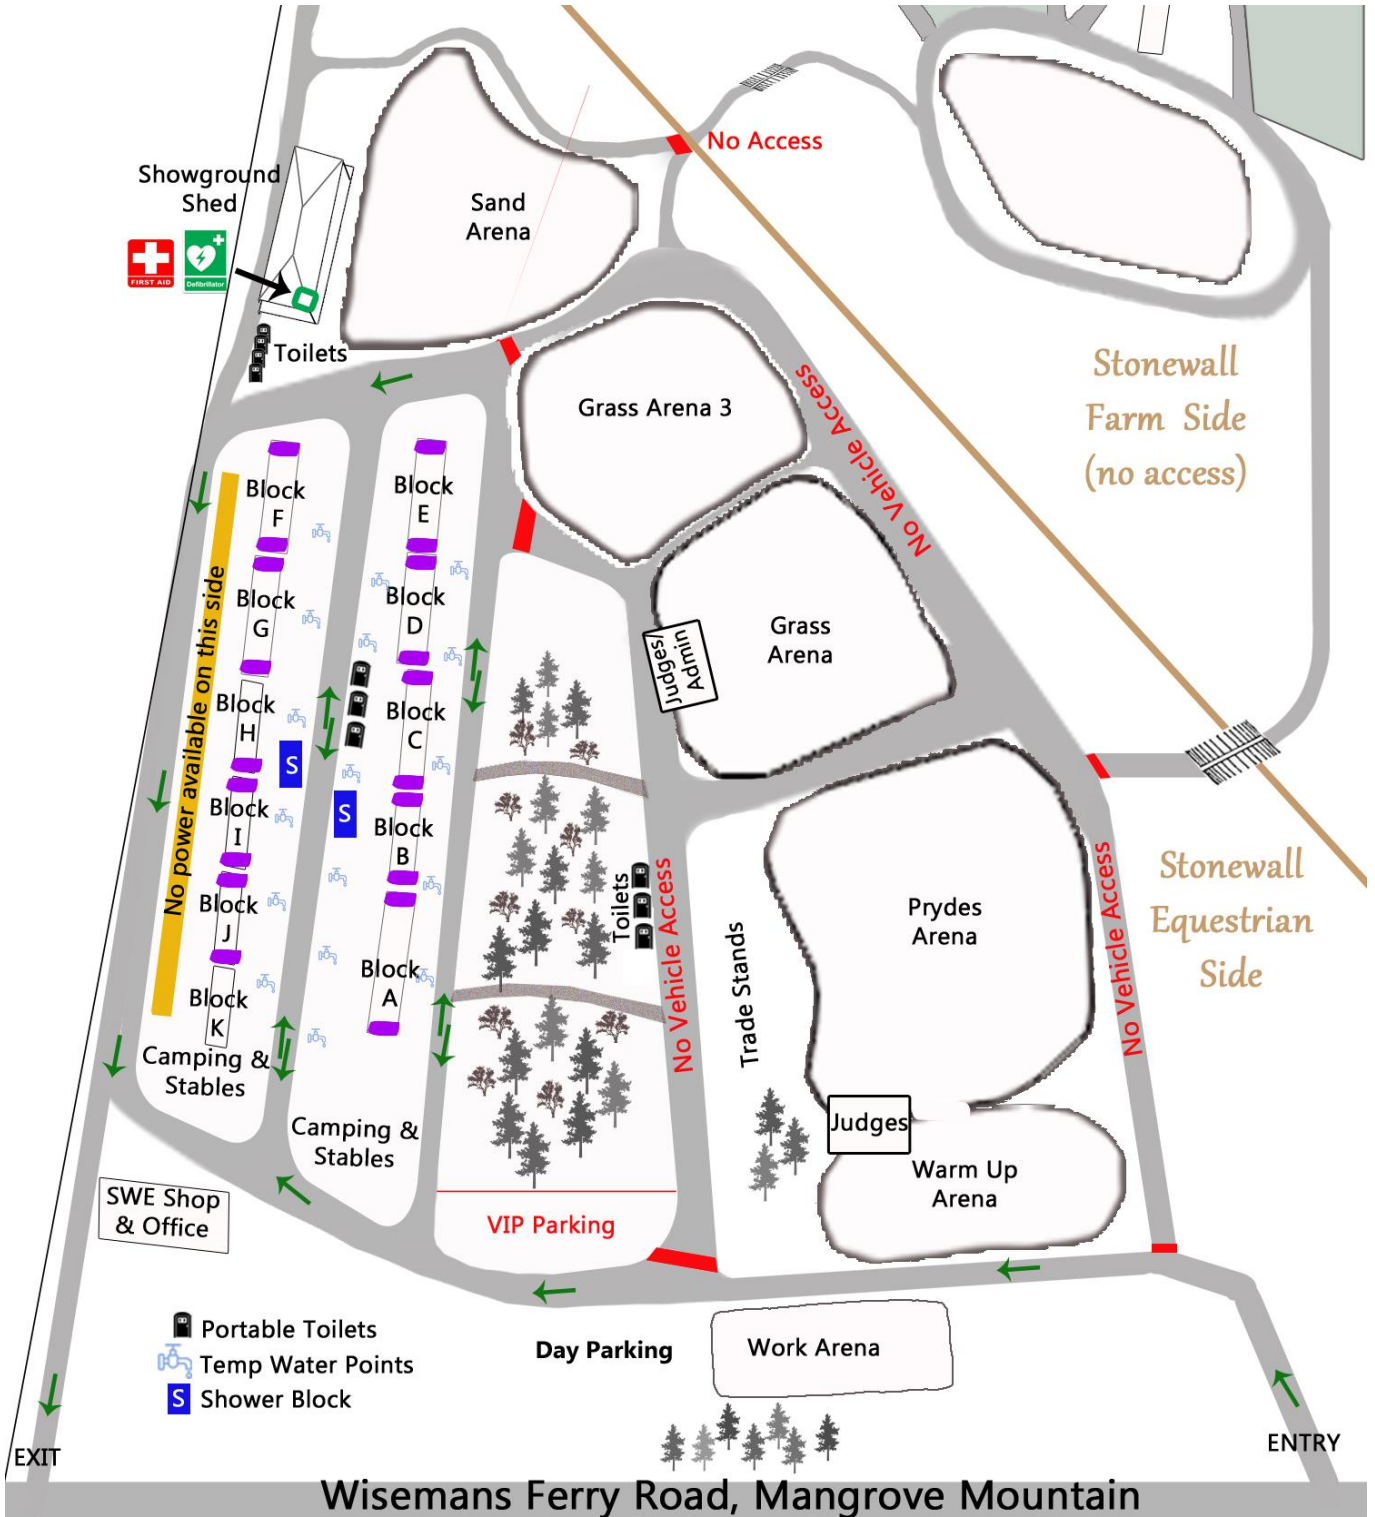 No Access
Showground
Shed
FIRST AID
Defibrillator
Sand
Arena
Toilets
Grass Arena 3
No Vehicle Access
Stonewall
Farm Side
(no access)
Block
F
Block
E
Block
G
Block
D
No power available on this side
Grass
Arena
Judges/
Admin
Block
H
Block
C
S
S
Block
I
Block
B
Block
J
Block
A
Block
K
Toilets
No Vehicle Access
Trade Stands
Prydes
Arena
No Vehicle Access
Stonewall
Equestrian
Side
Camping &
Stables
Camping &
Stables
Judges
Warm Up
Arena
SWE Shop
& Office
VIP Parking
Portable Toilets
Temp Water Points
S Shower Block
Day Parking
Work Arena
EXIT
ENTRY
Wisemans Ferry Road, Mangrove Mountain